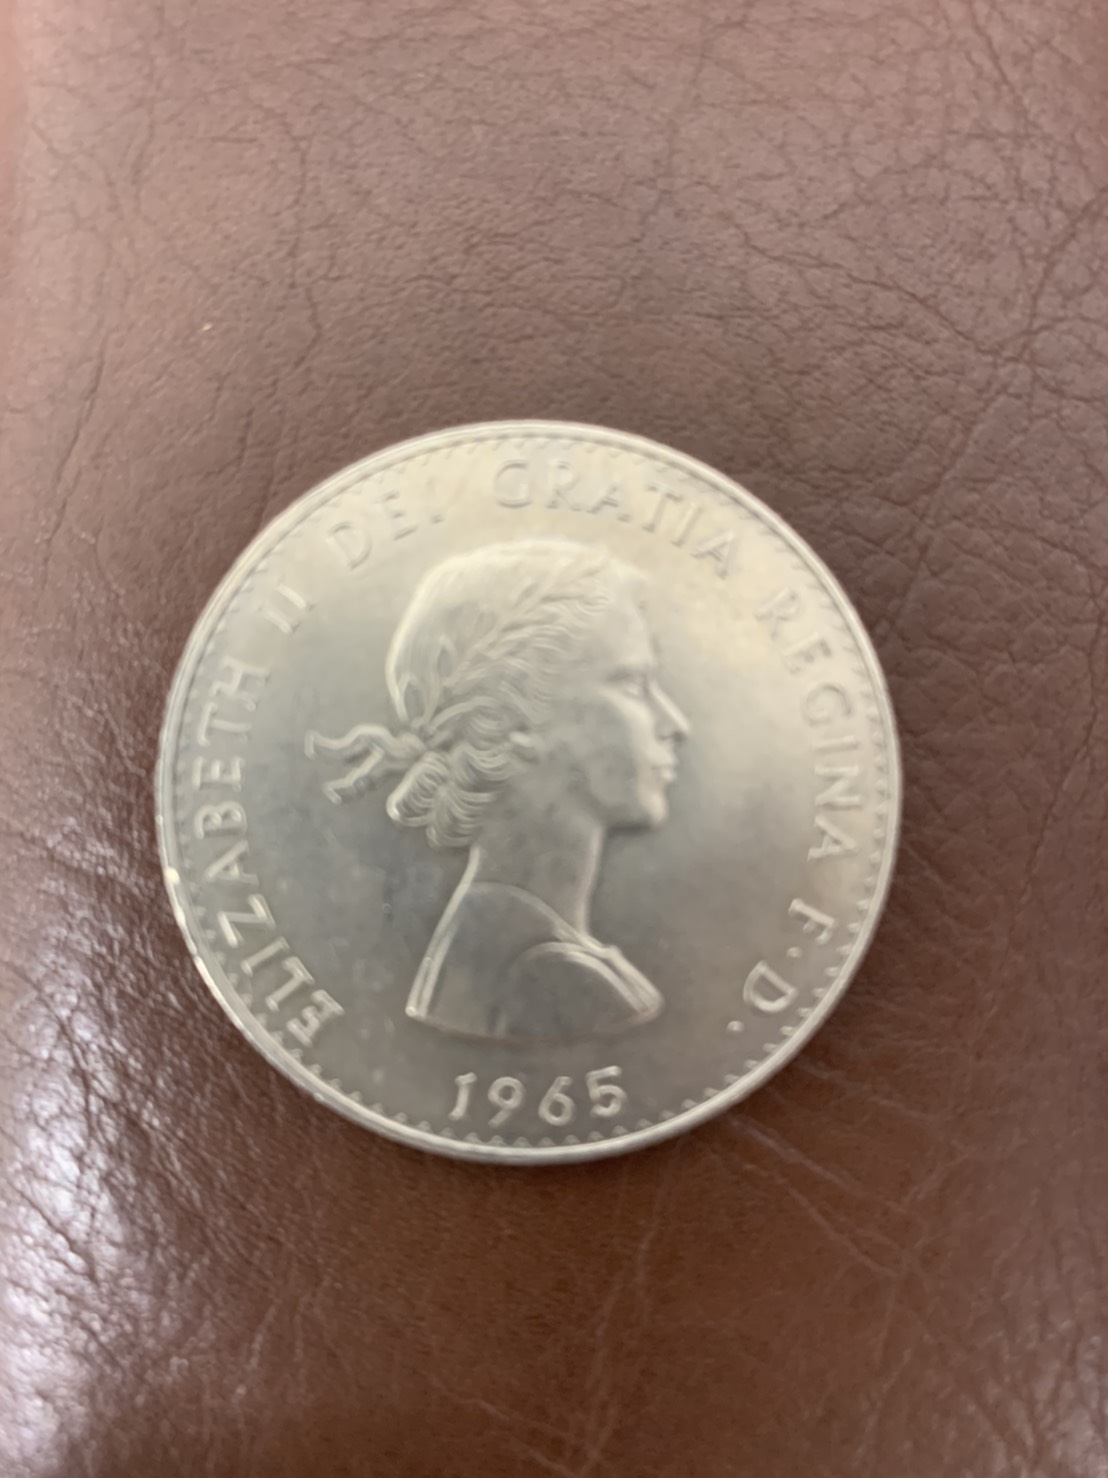 ELIZABETH II DEI GRATIA REGINA F.D.
1965